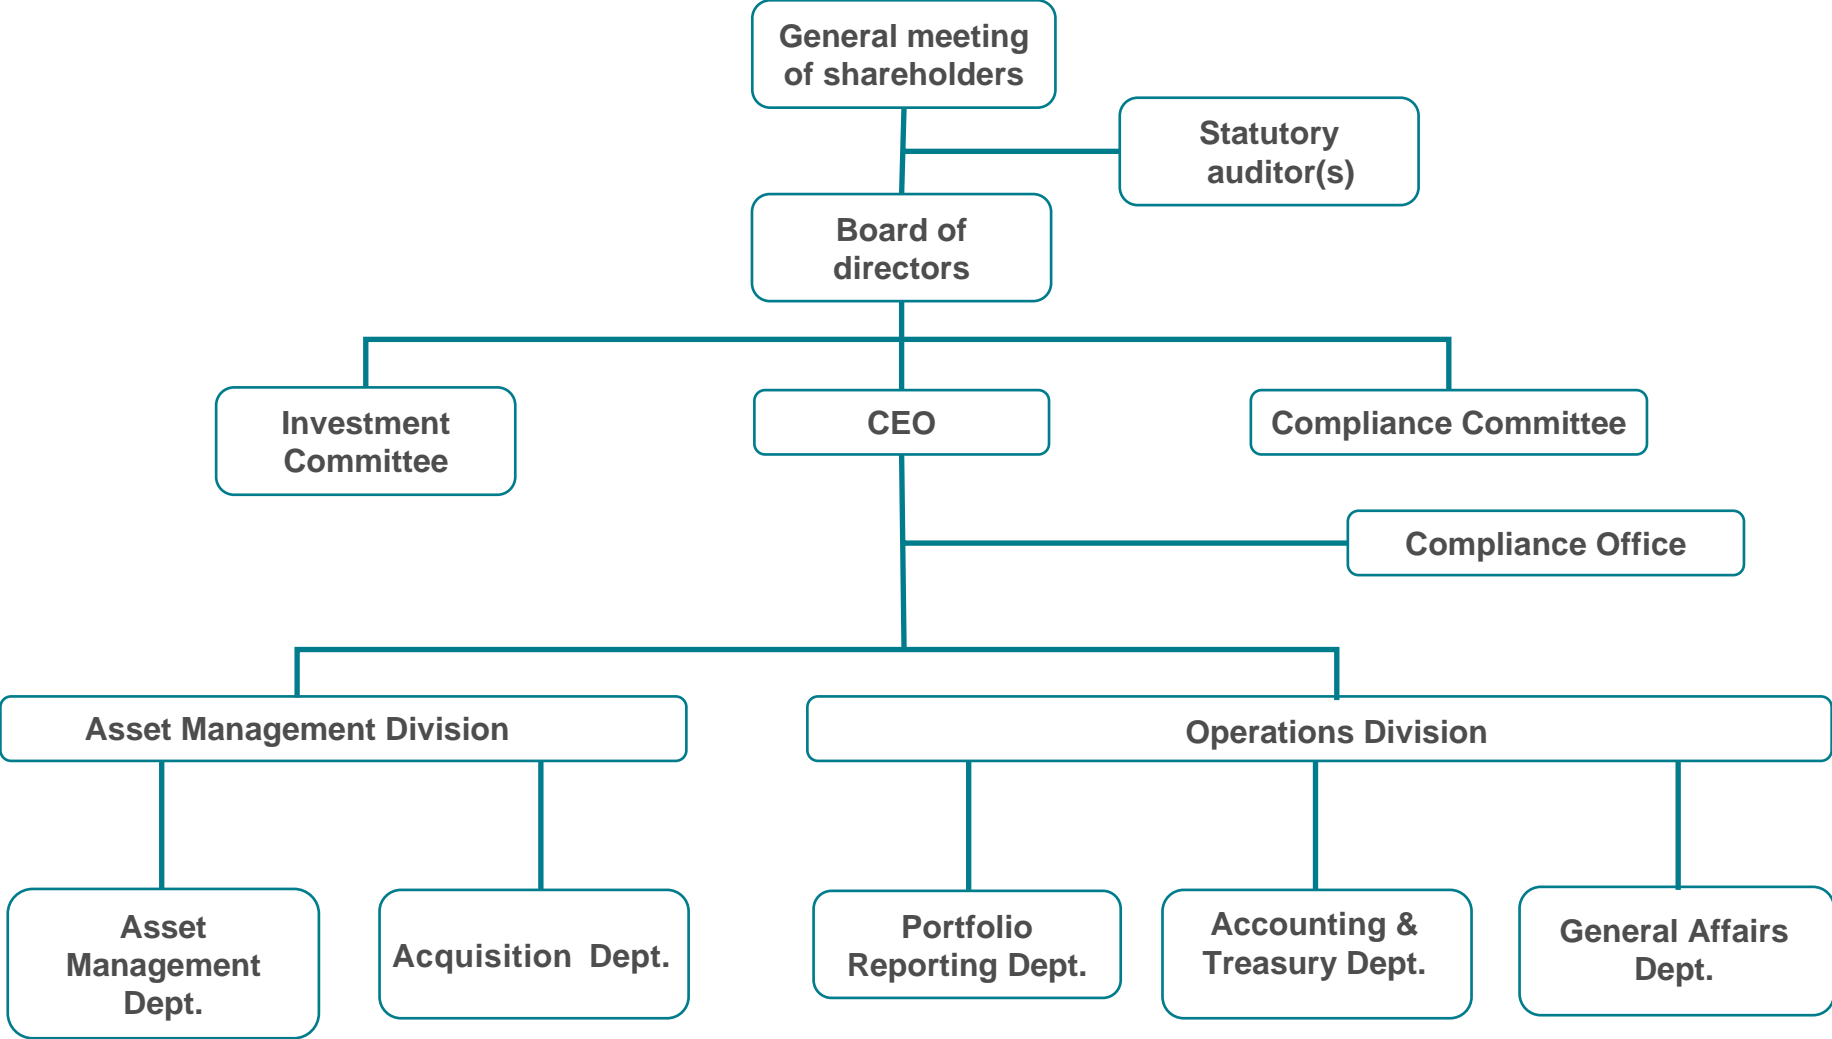 General meeting
of shareholders
Statutory
auditor(s)
Board of
directors
Investment
Committee
CEO
Compliance Committee
Compliance Office
Asset Management Division
Operations Division
Asset
Management
Dept.
Acquisition Dept.
Portfolio
Reporting Dept.
Accounting &
Treasury Dept.
General Affairs
Dept.